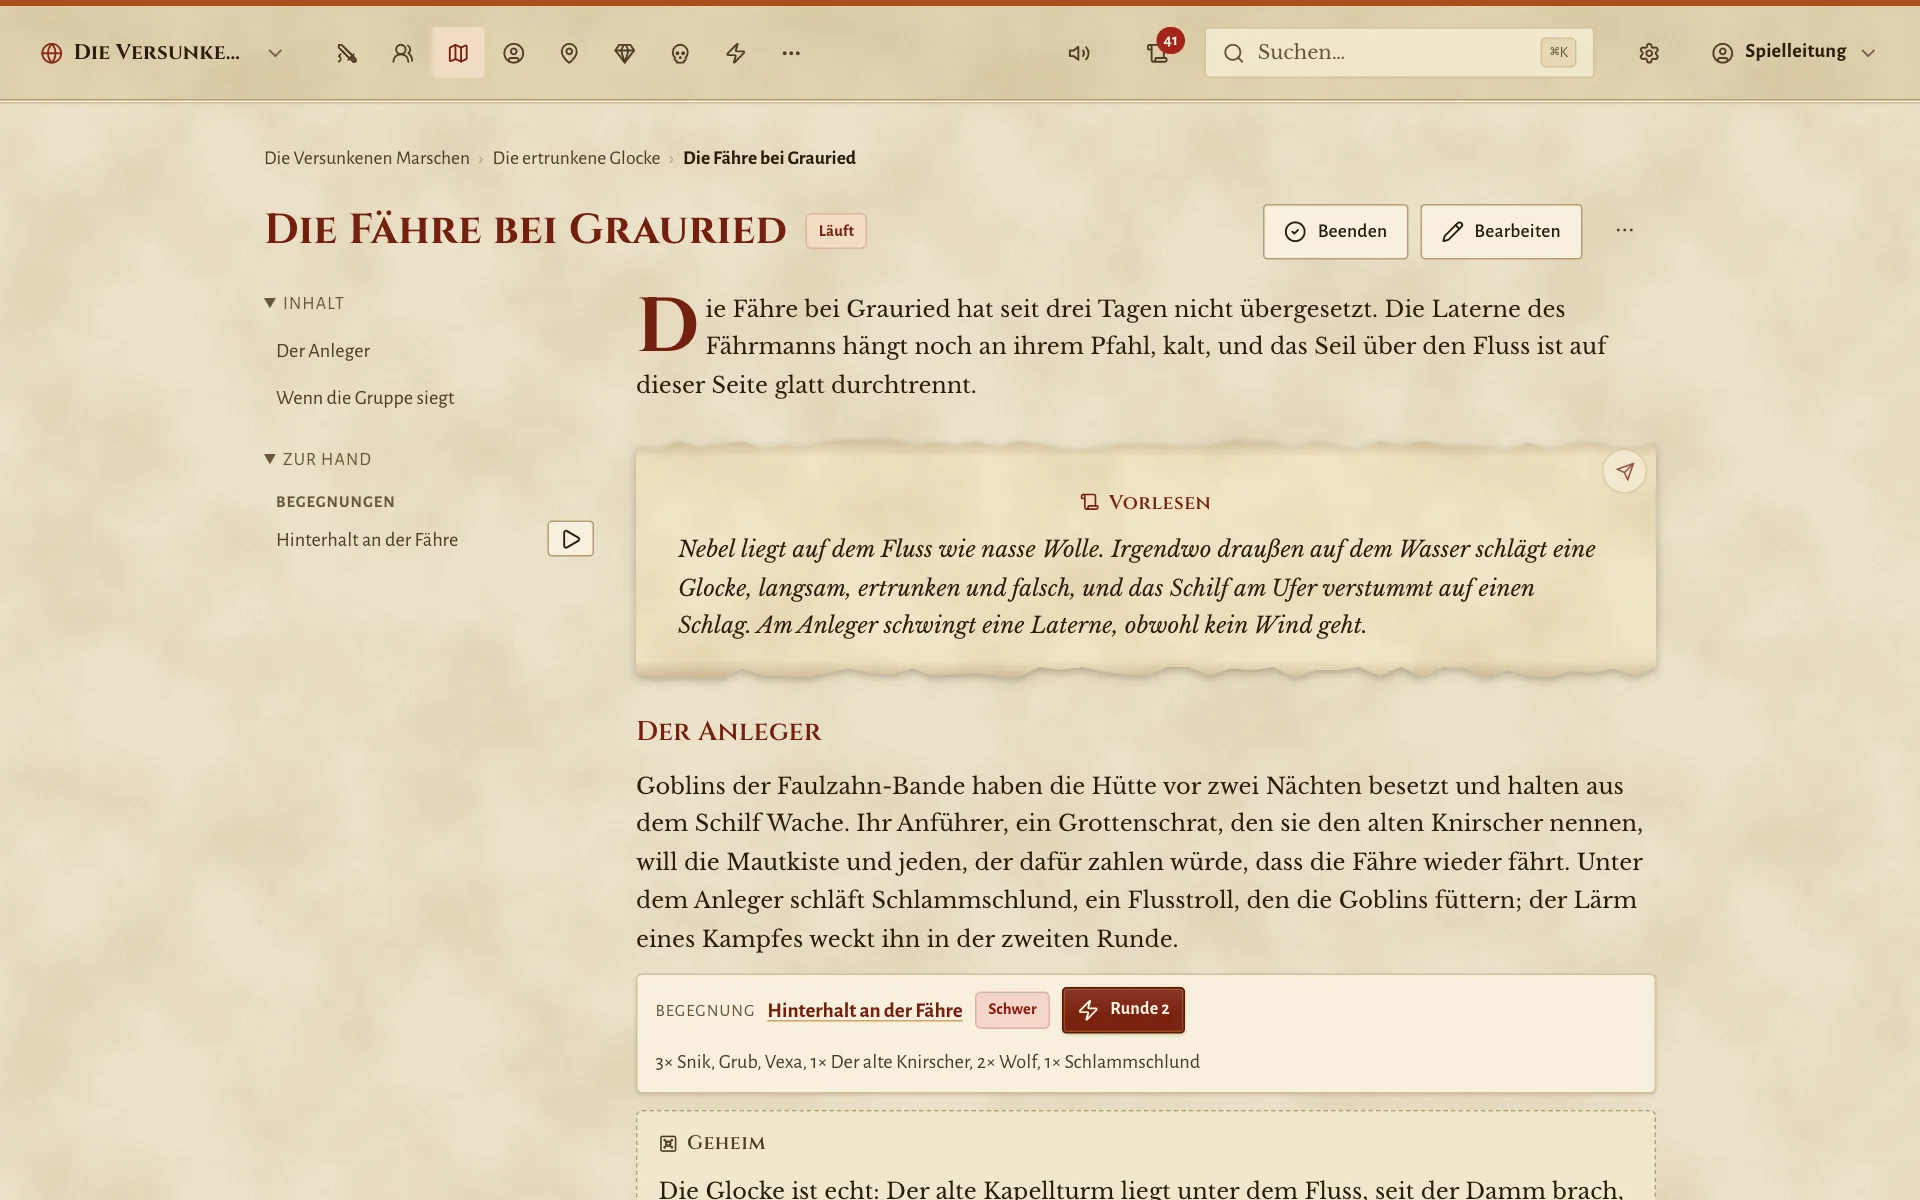 Die Versunke...
41
Suchen...
⌘K
Spielleitung
Die Versunkenen Marschen › Die ertrunkene Glocke › Die Fähre bei Grauried
Die Fähre bei Grauried
Läuft
Beenden
Bearbeiten
▼ INHALT
Der Anleger
Wenn die Gruppe siegt
▼ ZUR HAND
BEGEGNUNGEN
Hinterhalt an der Fähre
Die Fähre bei Grauried hat seit drei Tagen nicht übergesetzt. Die Laterne des
Fährmanns hängt noch an ihrem Pfahl, kalt, und das Seil über den Fluss ist auf
dieser Seite glatt durchtrennt.
Vorlesen
Nebel liegt auf dem Fluss wie nasse Wolle. Irgendwo draußen auf dem Wasser schlägt eine
Glocke, langsam, ertrunken und falsch, und das Schilf am Ufer verstummt auf einen
Schlag. Am Anleger schwingt eine Laterne, obwohl kein Wind geht.
Der Anleger
Goblins der Faulzahn-Bande haben die Hütte vor zwei Nächten besetzt und halten aus
dem Schilf Wache. Ihr Anführer, ein Grottenschrat, den sie den alten Knirscher nennen,
will die Mautkiste und jeden, der dafür zahlen würde, dass die Fähre wieder fährt. Unter
dem Anleger schläft Schlammschlund, ein Flusstroll, den die Goblins füttern; der Lärm
eines Kampfes weckt ihn in der zweiten Runde.
BEGEGNUNG Hinterhalt an der Fähre Schwer Runde 2
3× Snik, Grub, Vexa, 1× Der alte Knirscher, 2× Wolf, 1× Schlammschlund
Geheim
Die Glocke ist echt: Der alte Kapellturm liegt unter dem Fluss, seit der Damm brach,